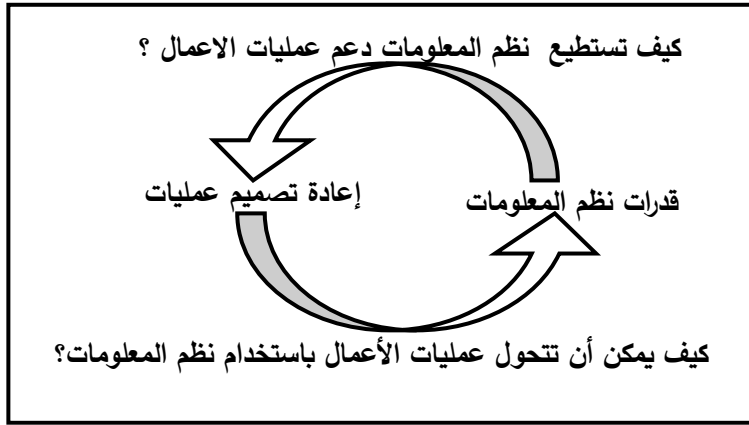 كيف تستطيع نظم المعلومات دعم عمليات الاعمال ؟
قدرات نظم المعلومات
إعادة تصميم عمليات
كيف يمكن أن تتحول عمليات الأعمال باستخدام نظم المعلومات؟